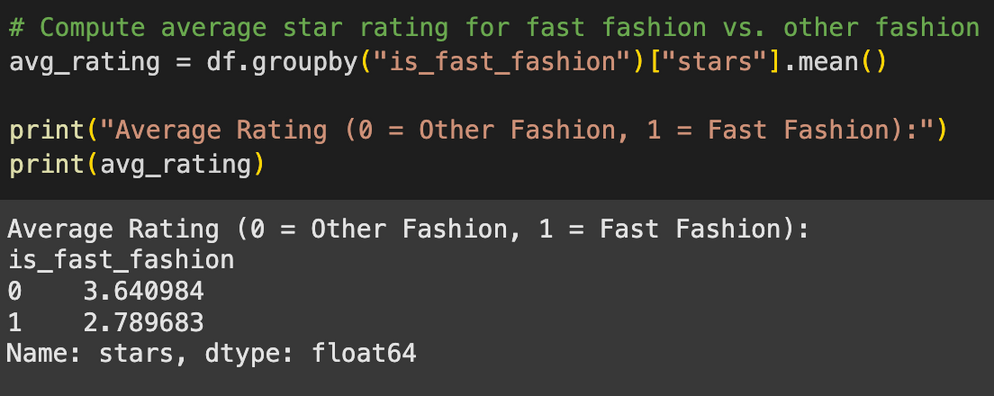 # Compute average star rating for fast fashion vs. other fashion
avg_rating = df.groupby("is_fast_fashion")["stars"].mean()
print("Average Rating (0 = Other Fashion, 1 = Fast Fashion):")
print(avg_rating)
Average Rating (0 = Other Fashion, 1 = Fast Fashion):
is_fast_fashion
0    3.640984
1    2.789683
Name: stars, dtype: float64